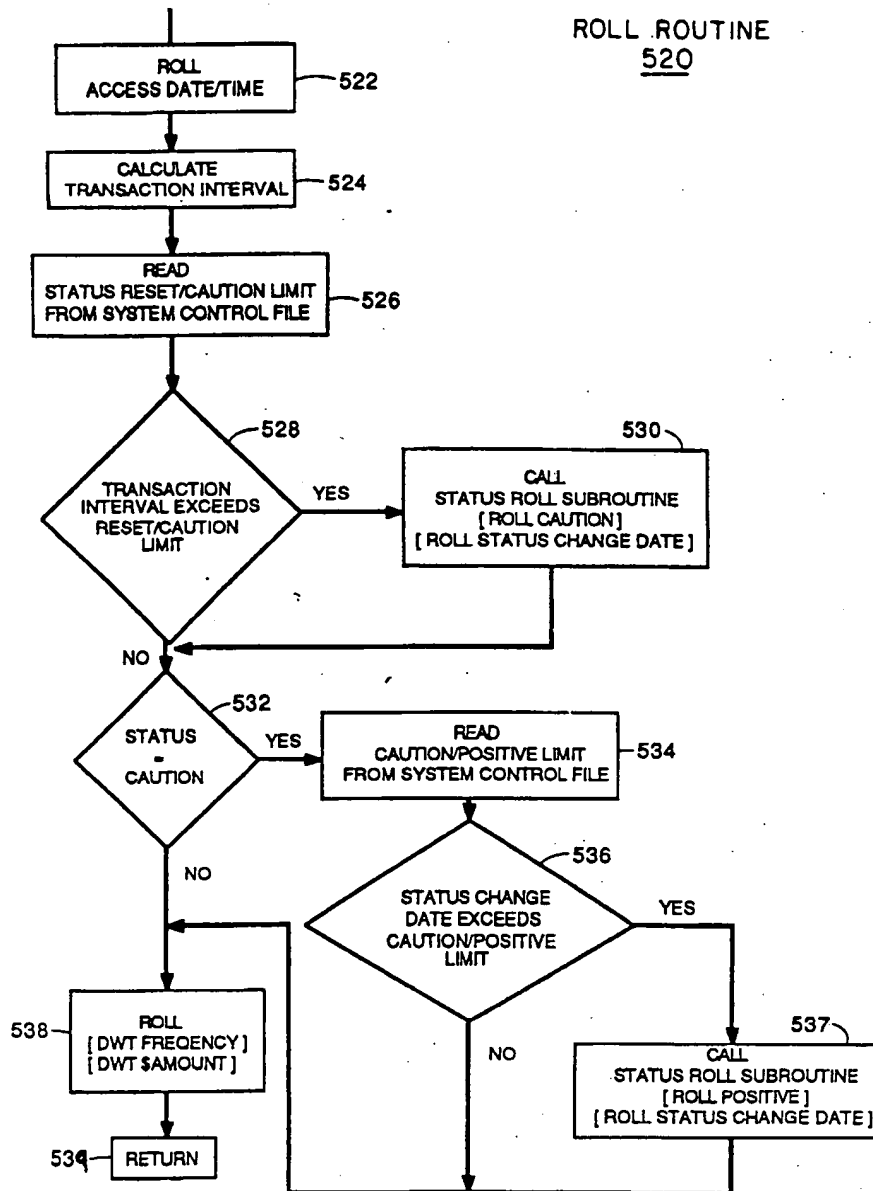 ROLL ROUTINE
520
ROLL
ACCESS DATE/TIME
522
CALCULATE
TRANSACTION INTERVAL
524
READ
STATUS RESET/CAUTION LIMIT
FROM SYSTEM CONTROL FILE
526
528
TRANSACTION
INTERVAL EXCEEDS
RESET/CAUTION
LIMIT
YES
530
CALL
STATUS ROLL SUBROUTINE
[ ROLL CAUTION ]
[ ROLL STATUS CHANGE DATE ]
NO
532
STATUS
=
CAUTION
YES
READ
CAUTION/POSITIVE LIMIT
FROM SYSTEM CONTROL FILE
534
NO
536
STATUS CHANGE
DATE EXCEEDS
CAUTION/POSITIVE
LIMIT
YES
NO
537
CALL
STATUS ROLL SUBROUTINE
[ ROLL POSITIVE ]
[ ROLL STATUS CHANGE DATE ]
538
ROLL
[ DWT FREQENCY ]
[ DWT $AMOUNT ]
539
RETURN